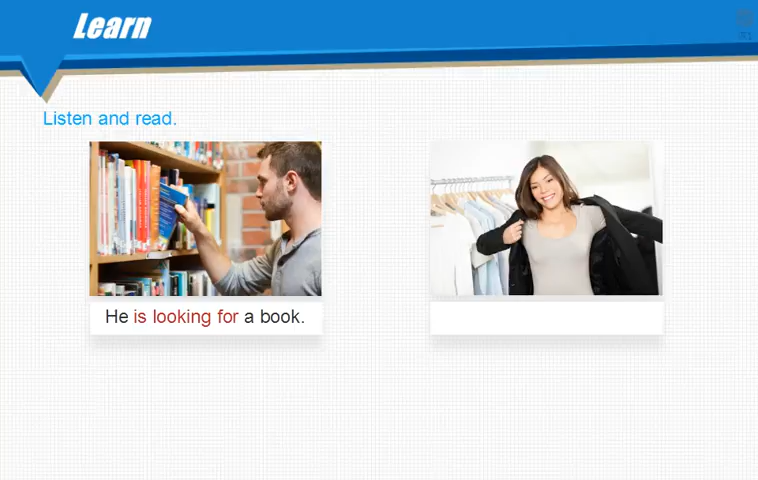 Learn
Listen and read.
He is looking for a book.